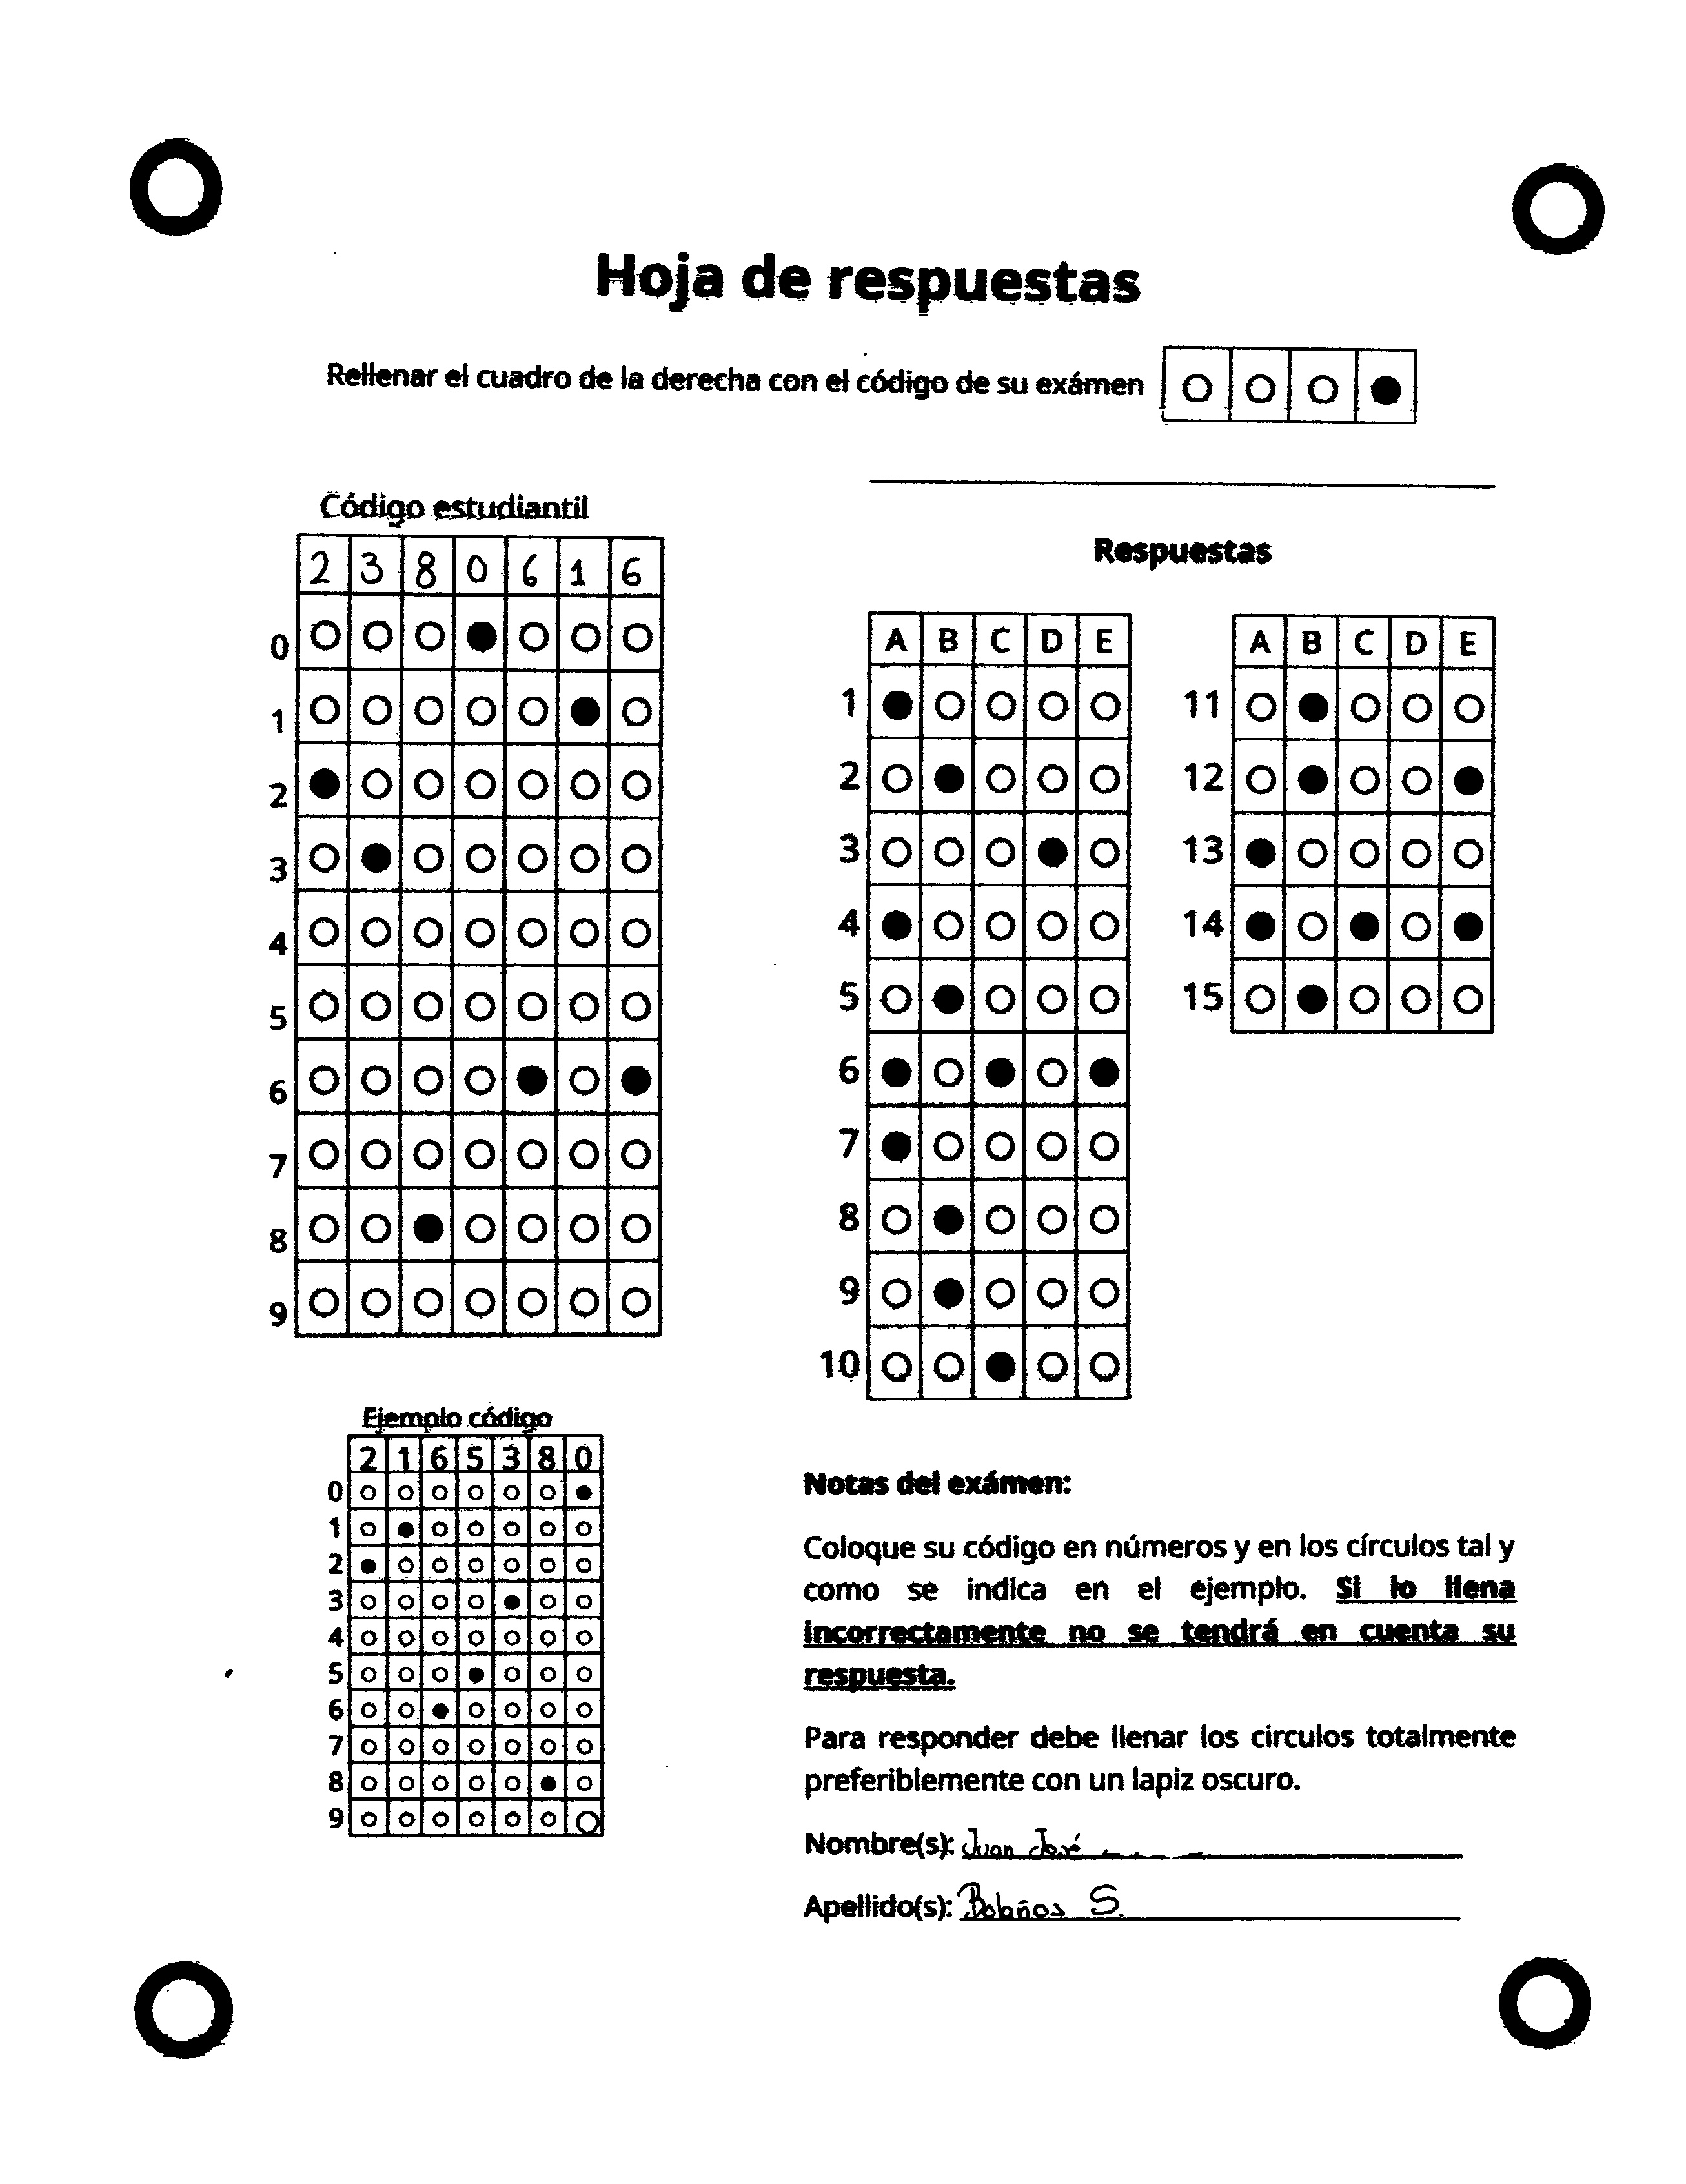 Hoja de respuestas
Rellenar el cuadro de la derecha con el código de su exámen
Código estudiantil
2 3 8 0 6 1 6
0
1
2
3
4
5
6
7
8
9
Ejemplo código
2 1 6 5 3 8 0
0
1
2
3
4
5
6
7
8
9
Respuestas
A B C D E
1
2
3
4
5
6
7
8
9
10
A B C D E
11
12
13
14
15
Notas del exámen:
Coloque su código en números y en los círculos tal y
como se indica en el ejemplo. Si lo llena
incorrectamente no se tendrá en cuenta su
respuesta.
Para responder debe llenar los circulos totalmente
preferiblemente con un lapiz oscuro.
Nombre(s): Juan José
Apellido(s): Bolaños S.